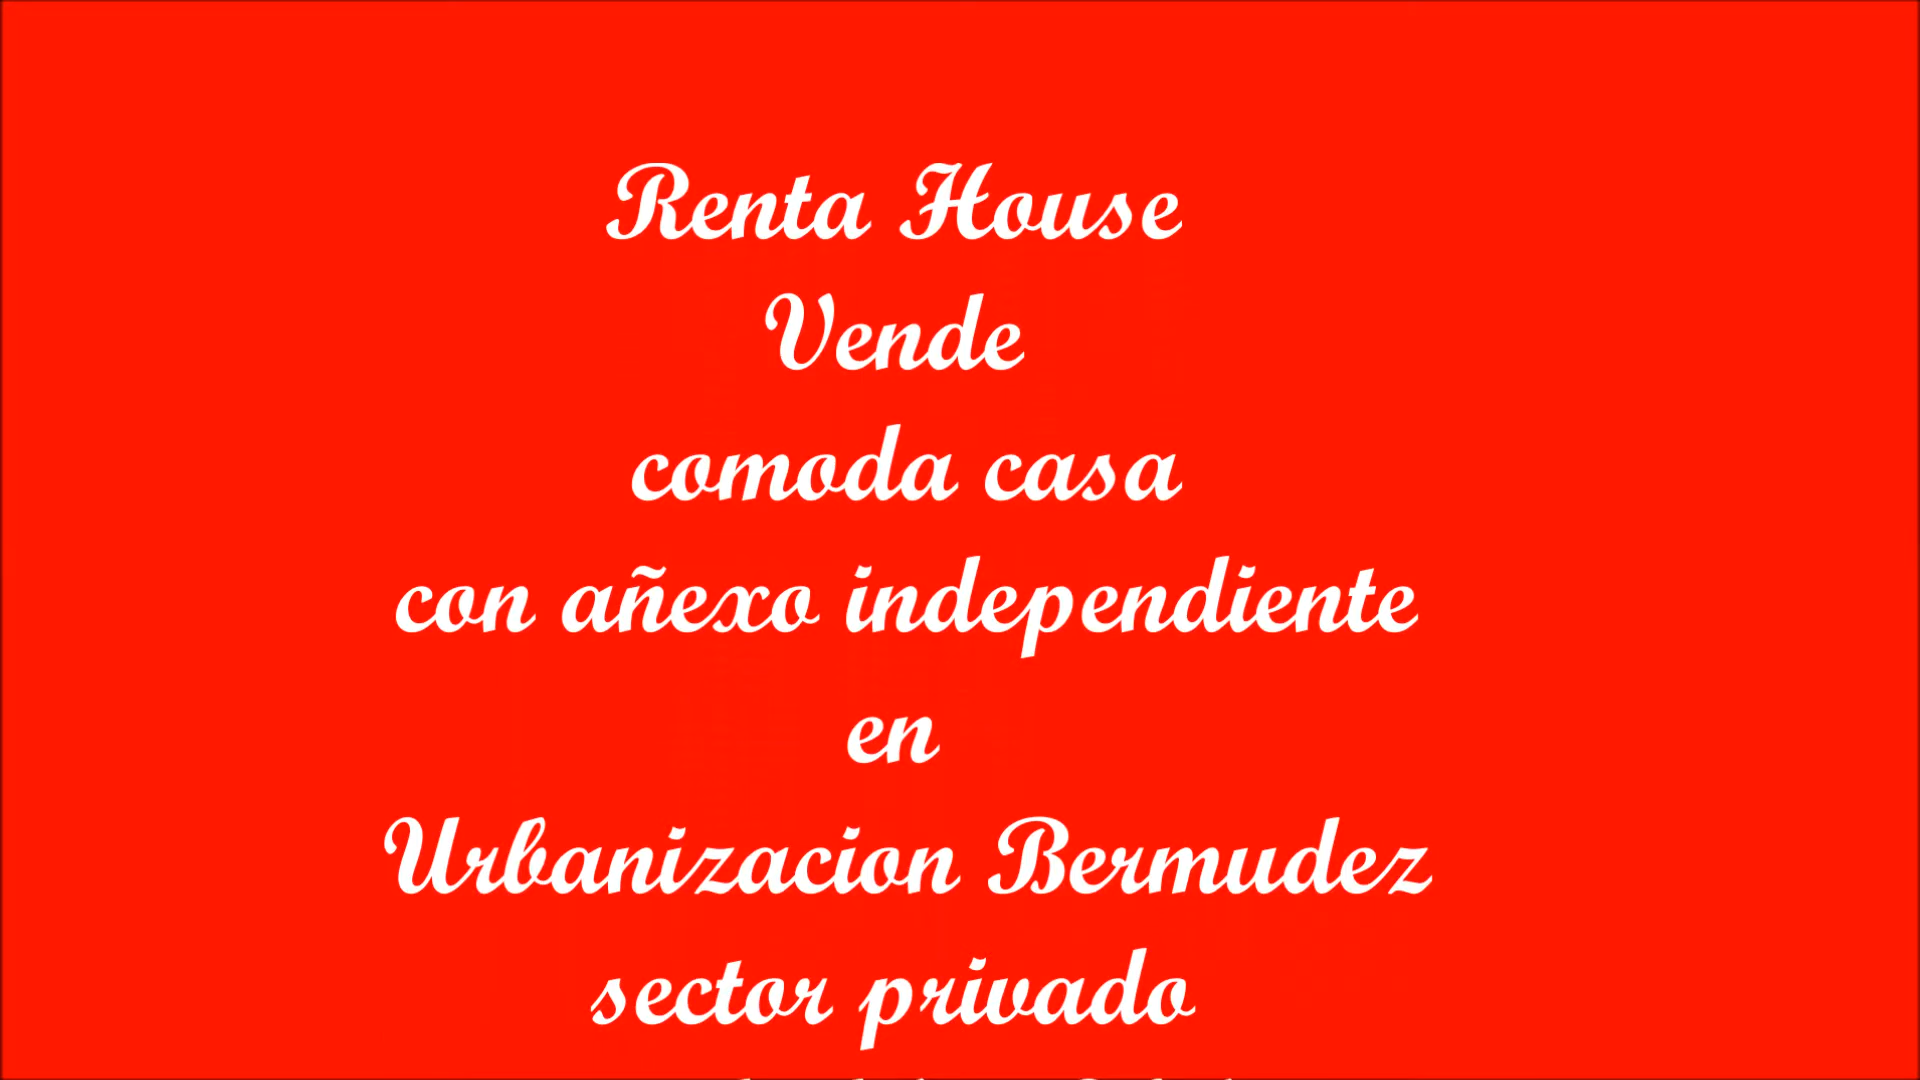 Renta House
Vende
comoda casa
con añexo independiente
en
Urbanizacion Bermudez
sector privado